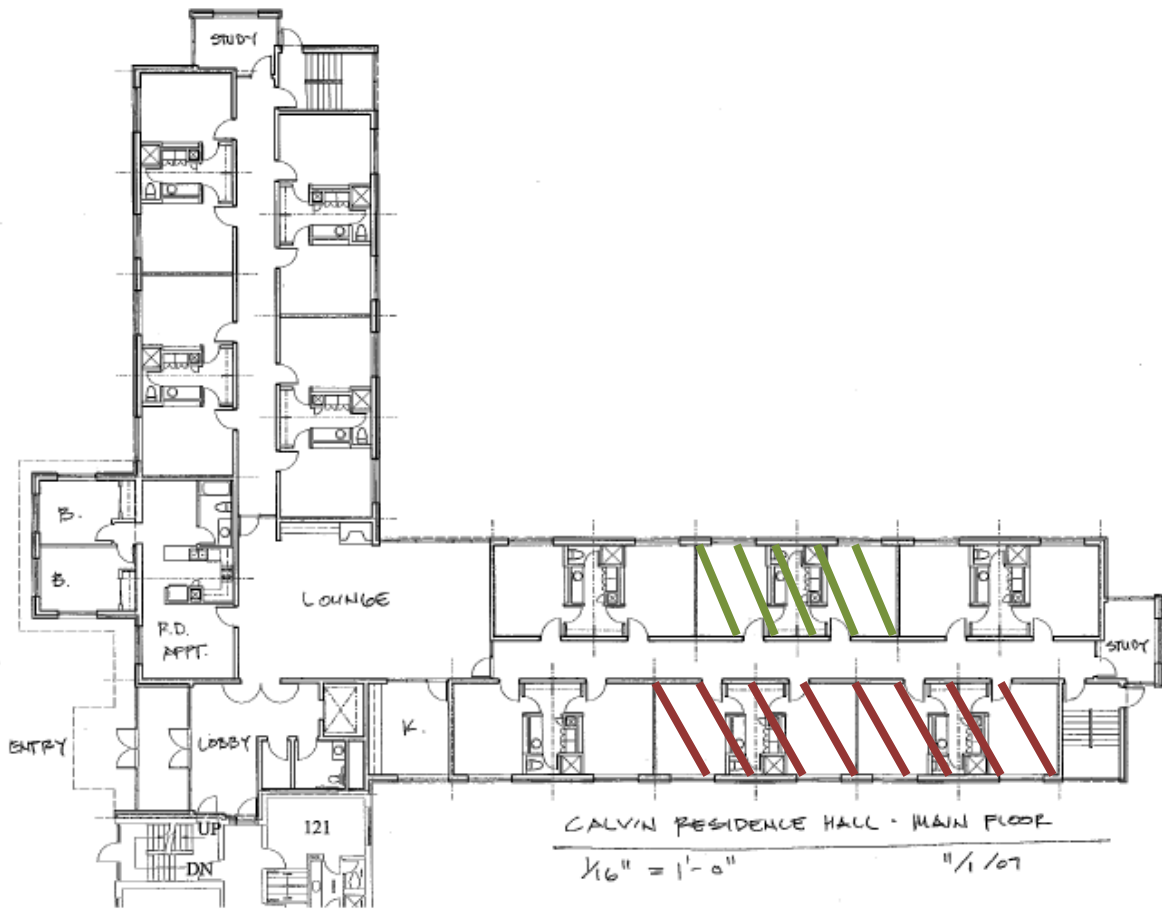 STUDY
B.
B.
LOUNGE
R.D.
APPT.
STUDY
K.
ENTRY
LOBBY
UP
121
DN
CALVIN RESIDENCE HALL - MAIN FLOOR
1/16" = 1'-0"
11/1/07